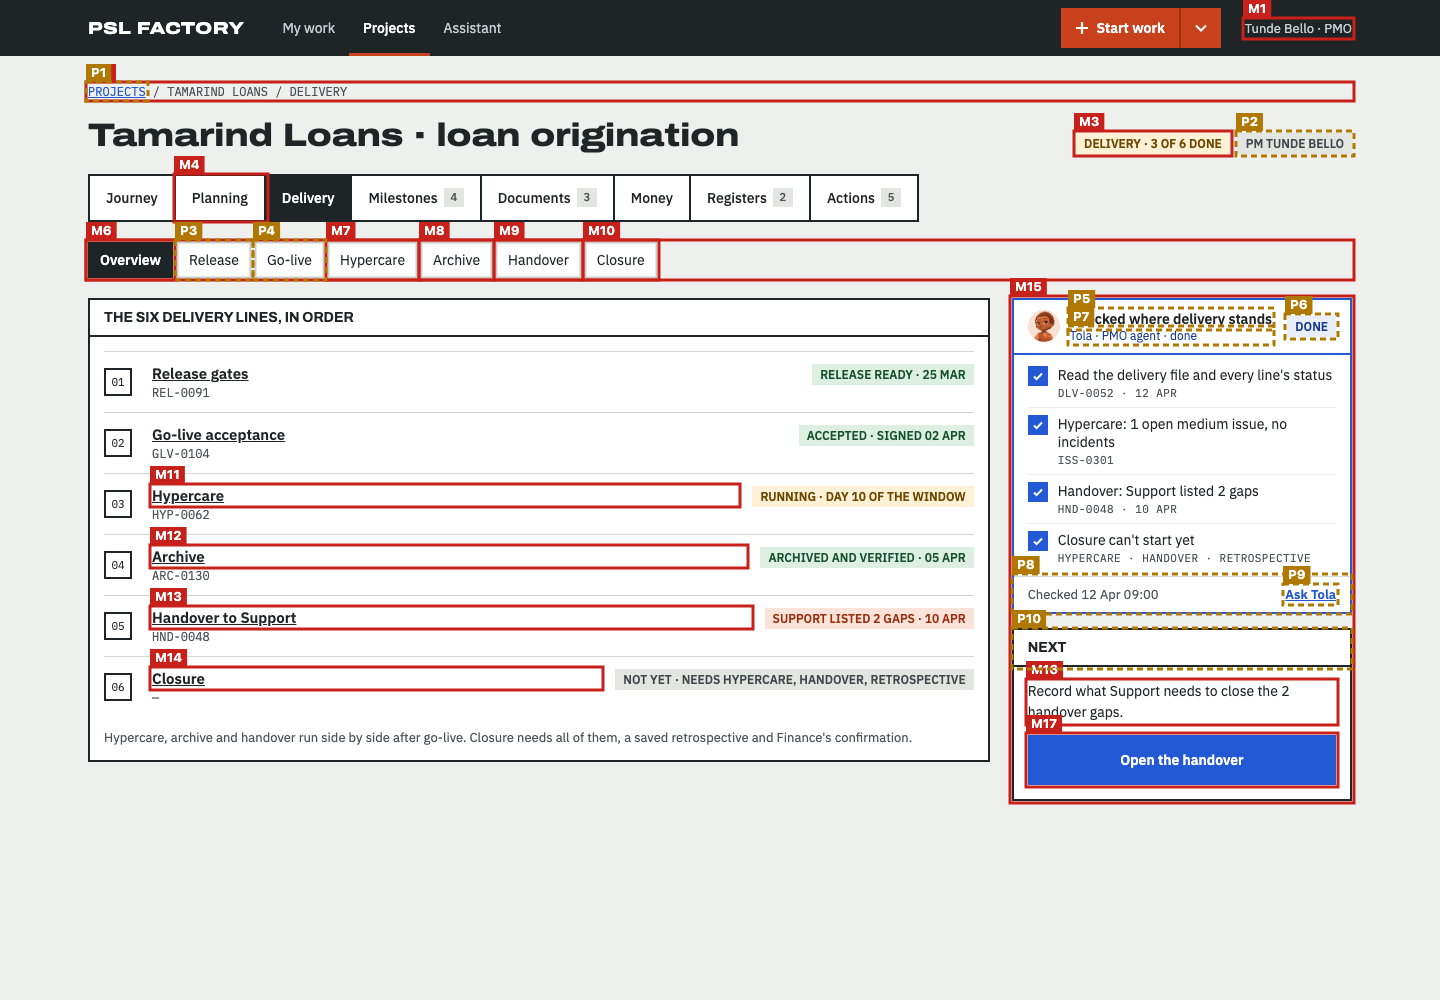 PSL FACTORY
My work
Projects
Assistant
Start work
M1
Tunde Bello · PMO
P1
PROJECTS / TAMARIND LOANS / DELIVERY
Tamarind Loans · loan origination
M3
DELIVERY · 3 OF 6 DONE
P2
PM TUNDE BELLO
M4
Journey
Planning
Delivery
Milestones 4
Documents 3
Money
Registers 2
Actions 5
M6
P3
P4
M7
M8
M9
M10
Overview
Release
Go-live
Hypercare
Archive
Handover
Closure
THE SIX DELIVERY LINES, IN ORDER
01
Release gates
REL-0091
RELEASE READY · 25 MAR
02
Go-live acceptance
GLV-0104
ACCEPTED · SIGNED 02 APR
M11
03
Hypercare
HYP-0062
RUNNING · DAY 10 OF THE WINDOW
M12
04
Archive
ARC-0130
ARCHIVED AND VERIFIED · 05 APR
M13
05
Handover to Support
HND-0048
SUPPORT LISTED 2 GAPS · 10 APR
M14
06
Closure
—
NOT YET · NEEDS HYPERCARE, HANDOVER, RETROSPECTIVE
Hypercare, archive and handover run side by side after go-live. Closure needs all of them, a saved retrospective and Finance's confirmation.
M15
P5
P6
P7
where delivery stands
DONE
Tola · PMO agent · done
Read the delivery file and every line's status
DLV-0052 · 12 APR
Hypercare: 1 open medium issue, no
incidents
ISS-0301
Handover: Support listed 2 gaps
HND-0048 · 10 APR
Closure can't start yet
HYPERCARE · HANDOVER · RETROSPECTIVE
P8
P9
Checked 12 Apr 09:00
Ask Tola
P10
NEXT
Record what Support needs to close the 2
handover gaps.
M17
Open the handover